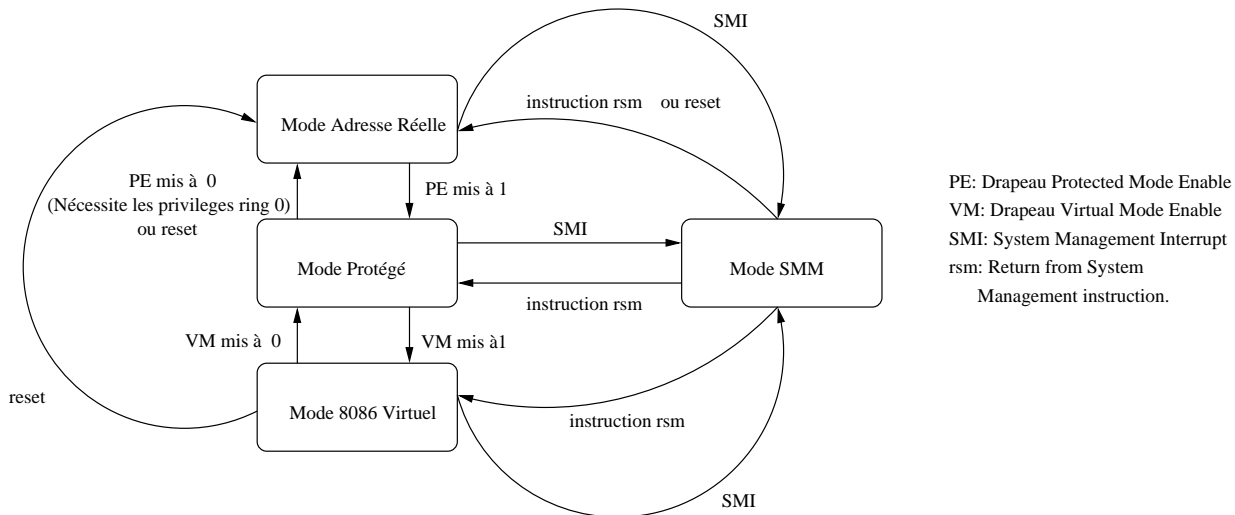 SMI
instruction rsm ou reset
Mode Adresse Réelle
PE mis à 0
(Nécessite les privileges ring 0)
ou reset
PE mis à 1
SMI
Mode Protégé
Mode SMM
instruction rsm
VM mis à 0
VM mis à1
reset
Mode 8086 Virtuel
instruction rsm
SMI
PE: Drapeau Protected Mode Enable
VM: Drapeau Virtual Mode Enable
SMI: System Management Interrupt
rsm: Return from System
Management instruction.